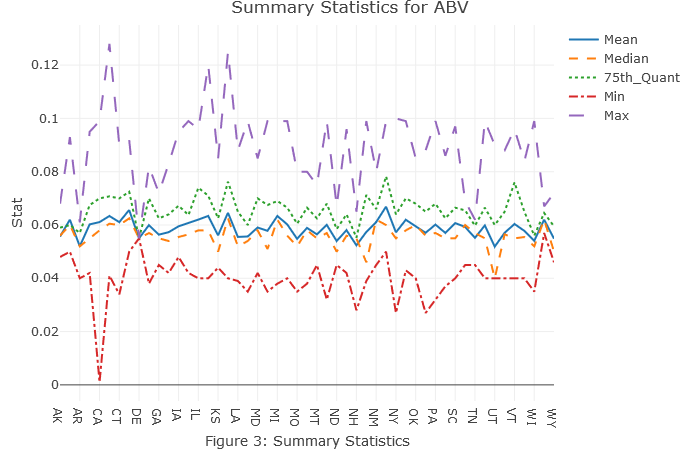 Summary Statistics for ABV
Mean
Median
75th_Quant
Min
Max
Stat
0.12
0.1
0.08
0.06
0.04
0.02
0
AK
AR
CA
CT
DE
GA
IA
IL
KS
LA
MD
MI
MO
MT
ND
NH
NM
NY
OK
PA
SC
TN
UT
VT
WI
WY
Figure 3: Summary Statistics